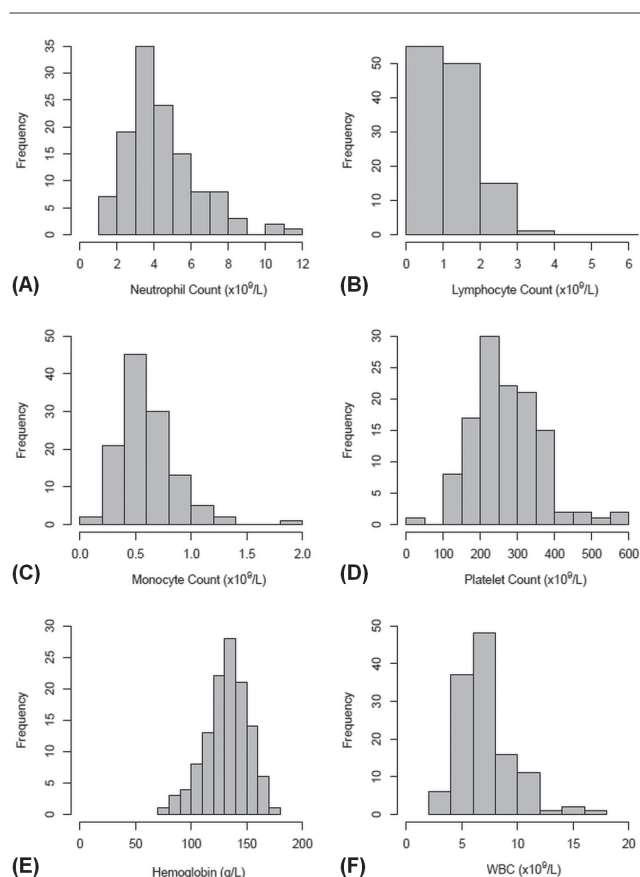 35
30
25
20
15
10
5
0
Frequency
0 2 4 6 8 10 12
(A) Neutrophil Count (x10⁹/L)
50
40
30
20
10
0
Frequency
0 1 2 3 4 5 6
(B) Lymphocyte Count (x10⁹/L)
50
40
30
20
10
0
Frequency
0.0 0.5 1.0 1.5 2.0
(C) Monocyte Count (x10⁹/L)
30
25
20
15
10
5
0
Frequency
0 100 200 300 400 500 600
(D) Platelet Count (x10⁹/L)
30
25
20
15
10
5
0
Frequency
0 50 100 150 200
(E) Hemoglobin (g/L)
50
40
30
20
10
0
Frequency
0 5 10 15 20
(F) WBC (x10⁹/L)